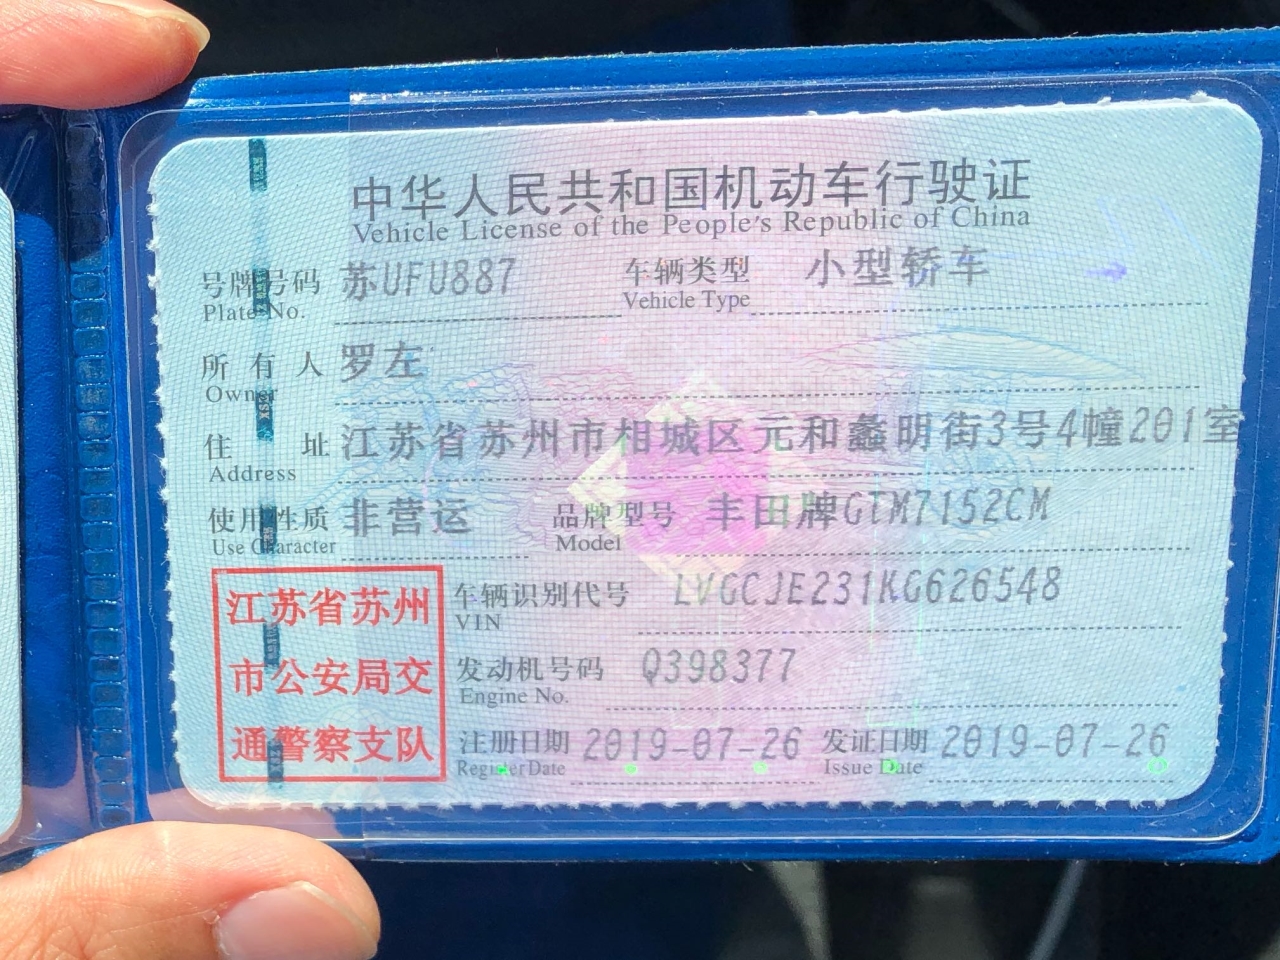 中华人民共和国机动车行驶证
Vehicle License of the People's Republic of China
号牌号码 苏UFU887 车辆类型 小型轿车
Plate No. Vehicle Type
所有人 罗左
Owner
住址 江苏省苏州市相城区元和蠡明街3号4幢201室
Address
使用性质 非营运 品牌型号 丰田牌GTM7152CM
Use Character Model
江苏省苏州
市公安局交
通警察支队
车辆识别代号 LVGCJE231KG626548
VIN
发动机号码 Q398377
Engine No.
注册日期 2019-07-26 发证日期 2019-07-26
Register Date Issue Date